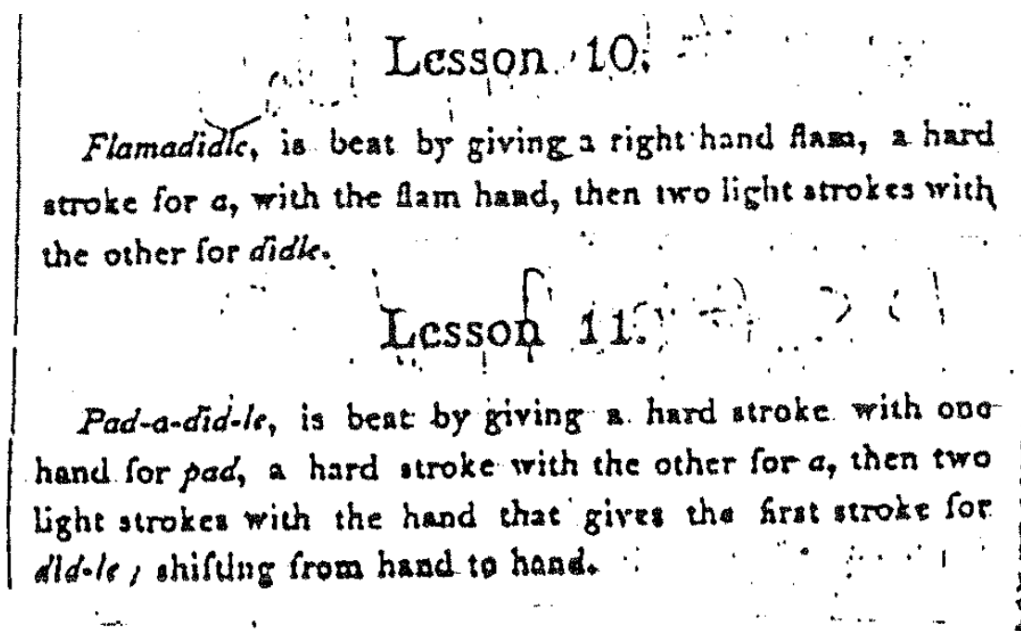 Lesson 10.
Flamadidle, is beat by giving a right hand flam, a hard
stroke for a, with the flam hand, then two light strokes with
the other for didle.
Lesson 11.
Pad-a-did-le, is beat by giving a hard stroke with one
hand for pad, a hard stroke with the other for a, then two
light strokes with the hand that gives the first stroke for
did-le; shifting from hand to hand.